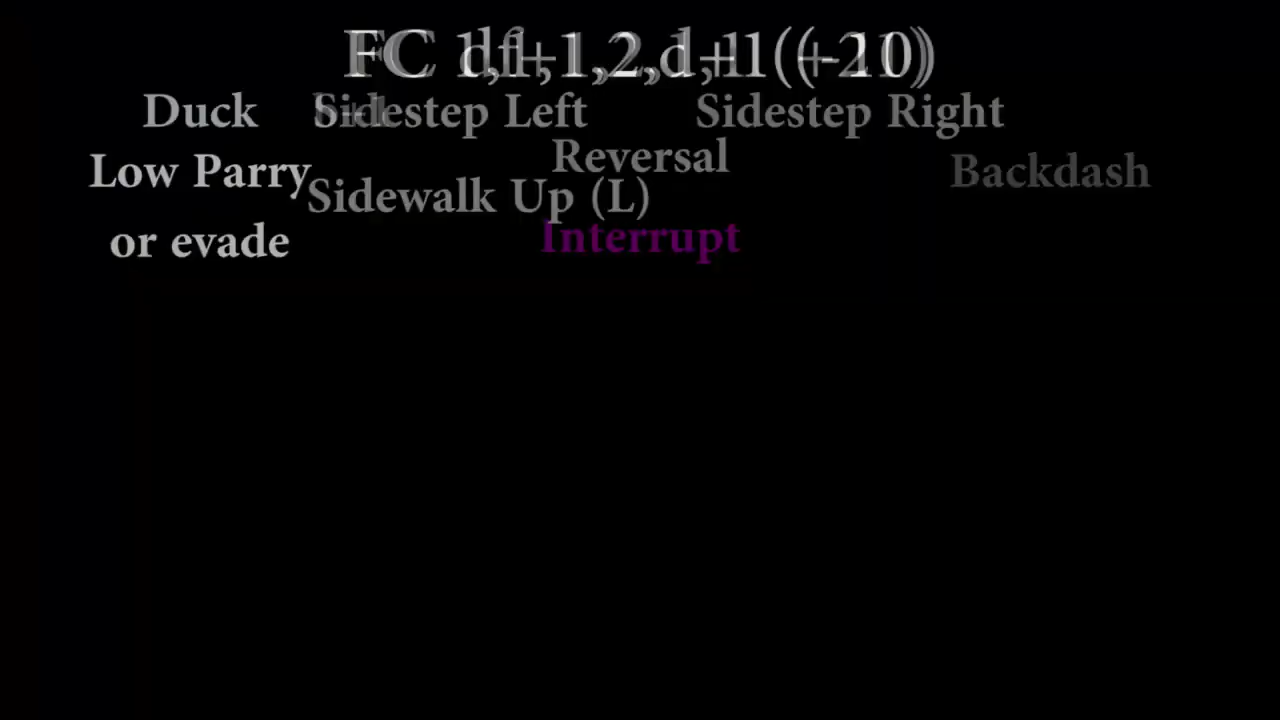 Duck Sidestep Left Sidestep Right
Reversal
Low Parry Backdash
Sidewalk Up (L)
or evade Interrupt